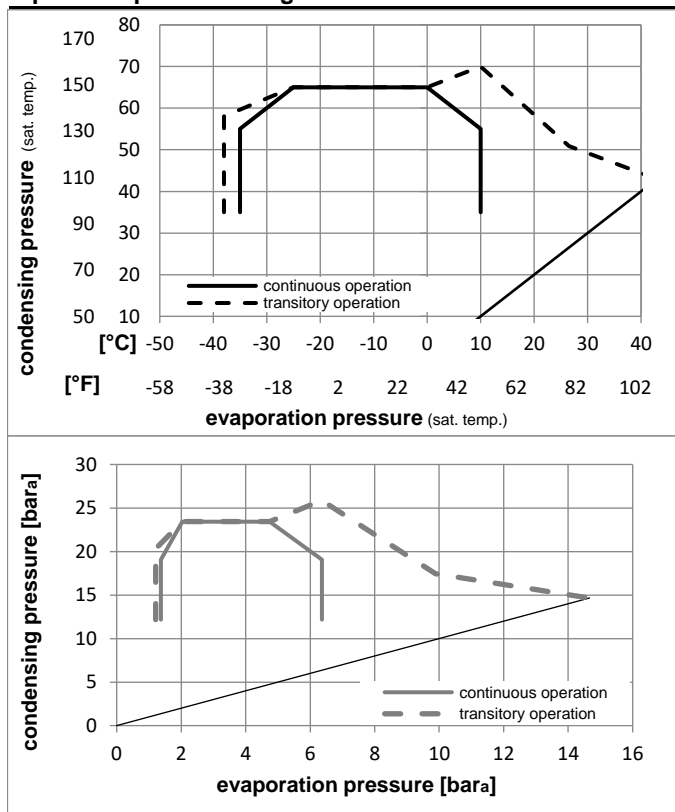 condensing pressure (sat. temp.)
170 80
70
150 60
130 50
110 40
90 30
70 20
50 10
continuous operation
transitory operation
[°C] -50 -40 -30 -20 -10 0 10 20 30 40
[°F] -58 -38 -18 2 22 42 62 82 102
evaporation pressure (sat. temp.)
condensing pressure [bara]
30
25
20
15
10
5
0
continuous operation
transitory operation
0 2 4 6 8 10 12 14 16
evaporation pressure [bara]